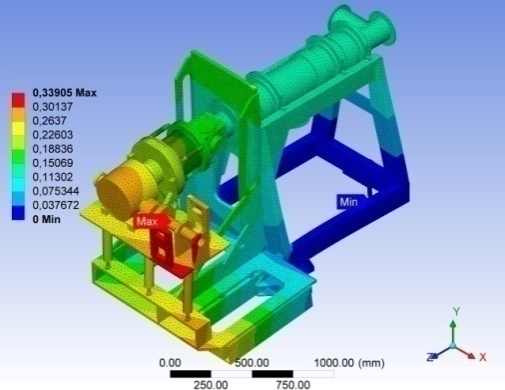 0,33905 Max
0,30137
0,2637
0,22603
0,18836
0,15069
0,11302
0,075344
0,037672
0 Min
Max
Min
0.00 500.00 1000.00 (mm)
250.00 750.00
Y
Z X